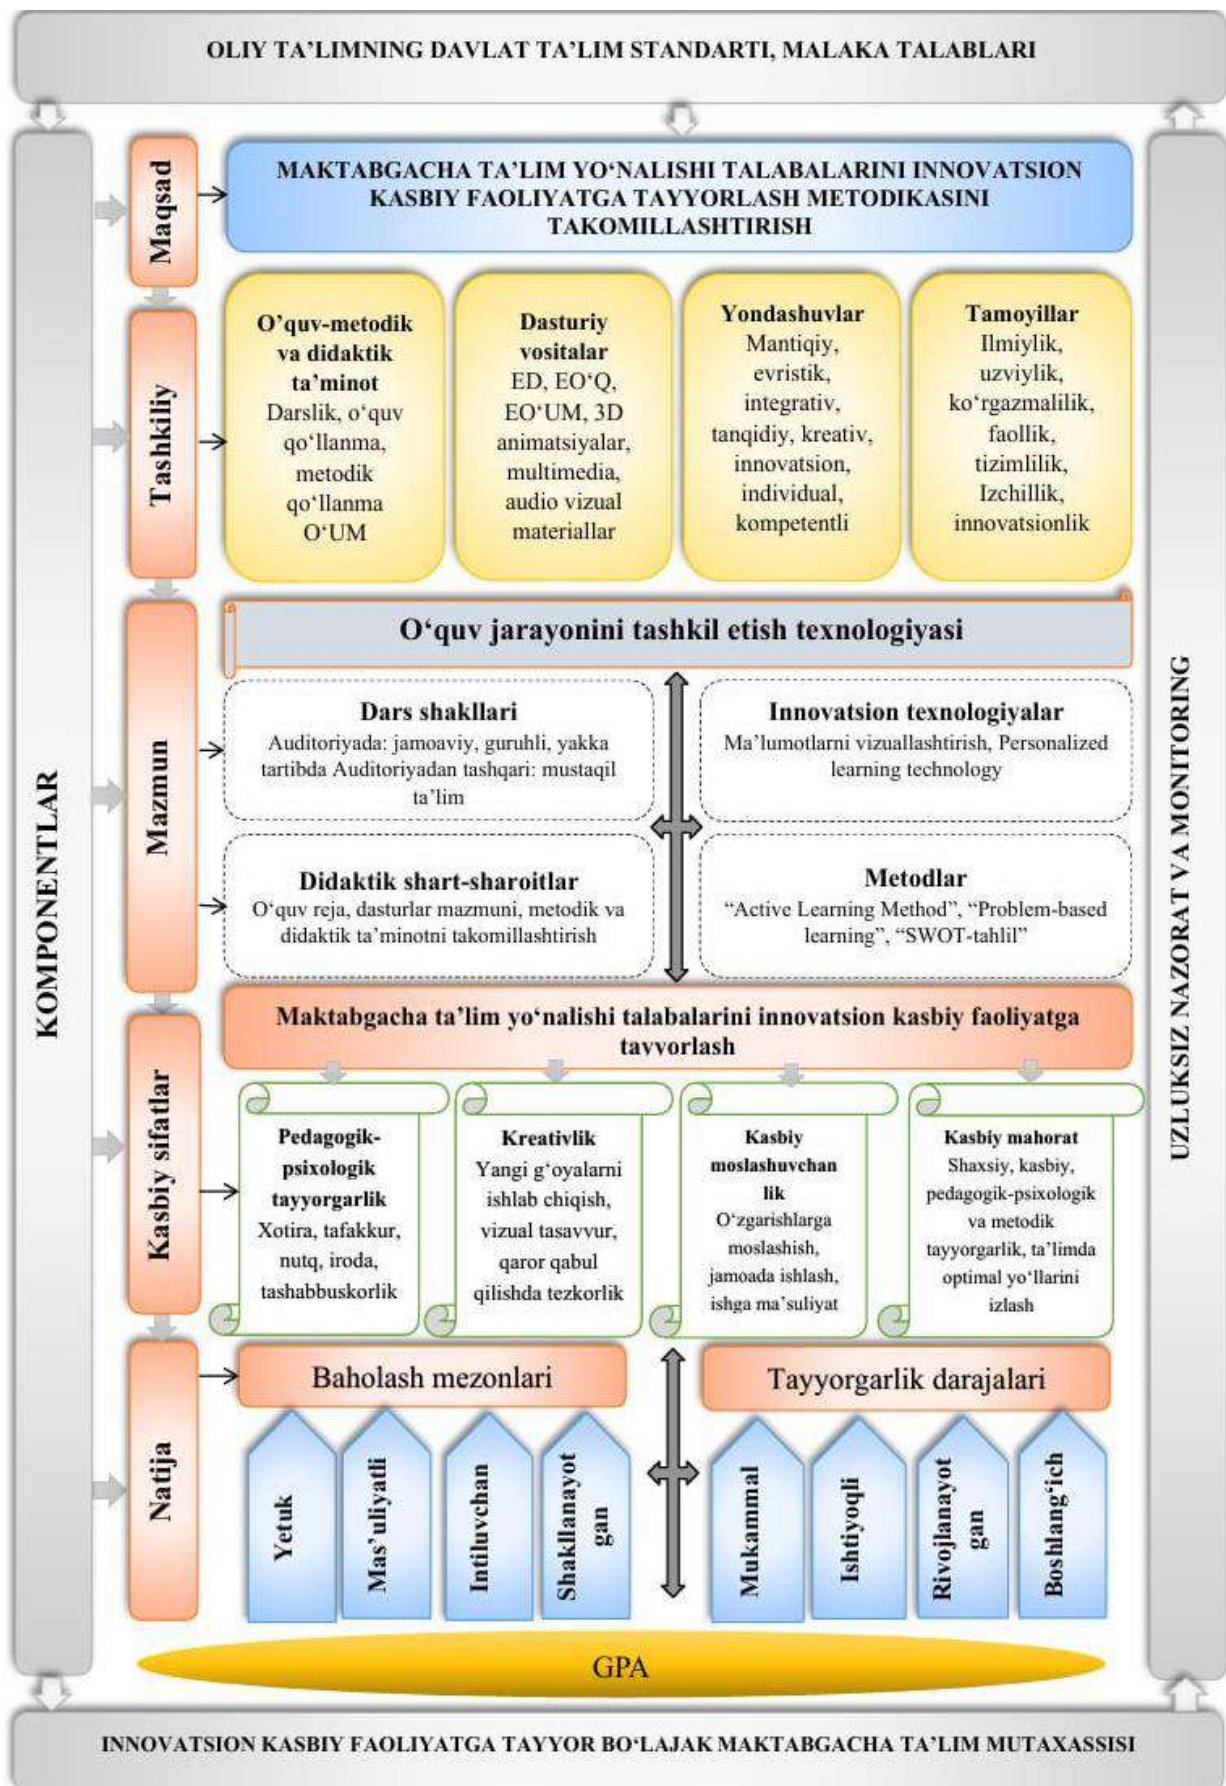 OLIY TA’LIMNING DAVLAT TA’LIM STANDARTI, MALAKA TALABLARI
KOMPONENTLAR
Maqsad
MAKTABGACHA TA’LIM YO‘NALISHI TALABALARINI INNOVATSION
KASBIY FAOLIYATGA TAYYORLASH METODIKASINI
TAKOMILLASHTIRISH
Tashkiliy
O’quv-metodik
va didaktik
ta’minot
Darslik, o‘quv
qo‘llanma,
metodik
qo‘llanma
O‘UM
Dasturiy
vositalar
ED, EO‘Q,
EO‘UM, 3D
animatsiyalar,
multimedia,
audio vizual
materiallar
Yondashuvlar
Mantiqiy,
evristik,
integrativ,
tanqidiy, kreativ,
innovatsion,
individual,
kompetentli
Tamoyillar
Ilmiylik,
uzviylik,
ko‘rgazmalilik,
faollik,
tizimlilik,
Izchillik,
innovatsionlik
Mazmun
O‘quv jarayonini tashkil etish texnologiyasi
Dars shakllari
Auditoriyada: jamoaviy, guruhli, yakka
tartibda Auditoriyadan tashqari: mustaqil
ta’lim
Innovatsion texnologiyalar
Ma’lumotlarni vizuallashtirish, Personalized
learning technology
Didaktik shart-sharoitlar
O‘quv reja, dasturlar mazmuni, metodik va
didaktik ta’minotni takomillashtirish
Metodlar
“Active Learning Method”, “Problem-based
learning”, “SWOT-tahlil”
Kasbiy sifatlar
Maktabgacha ta’lim yo‘nalishi talabalarini innovatsion kasbiy faoliyatga
tavvorlash
Pedagogik-
psixologik
tayyorgarlik
Xotira, tafakkur,
nutq, iroda,
tashabbuskorlik
Kreativlik
Yangi g‘oyalarni
ishlab chiqish,
vizual tasavvur,
qaror qabul
qilishda tezkorlik
Kasbiy
moslashuvchan
lik
O‘zgarishlarga
moslashish,
jamoada ishlash,
ishga ma’suliyat
Kasbiy mahorat
Shaxsiy, kasbiy,
pedagogik-psixologik
va metodik
tayyorgarlik, ta’limda
optimal yo‘llarini
izlash
Natija
Baholash mezonlari
Yetuk
Mas’uliyatli
Intiluvchan
Shakllanayot
gan
Tayyorgarlik darajalari
Mukammal
Ishtiyoqli
Rivojlanayot
gan
Boshlang‘ich
GPA
UZLUKSIZ NAZORAT VA MONITORING
INNOVATSION KASBIY FAOLIYATGA TAYYOR BO‘LAJAK MAKTABGACHA TA’LIM MUTAXASSISI